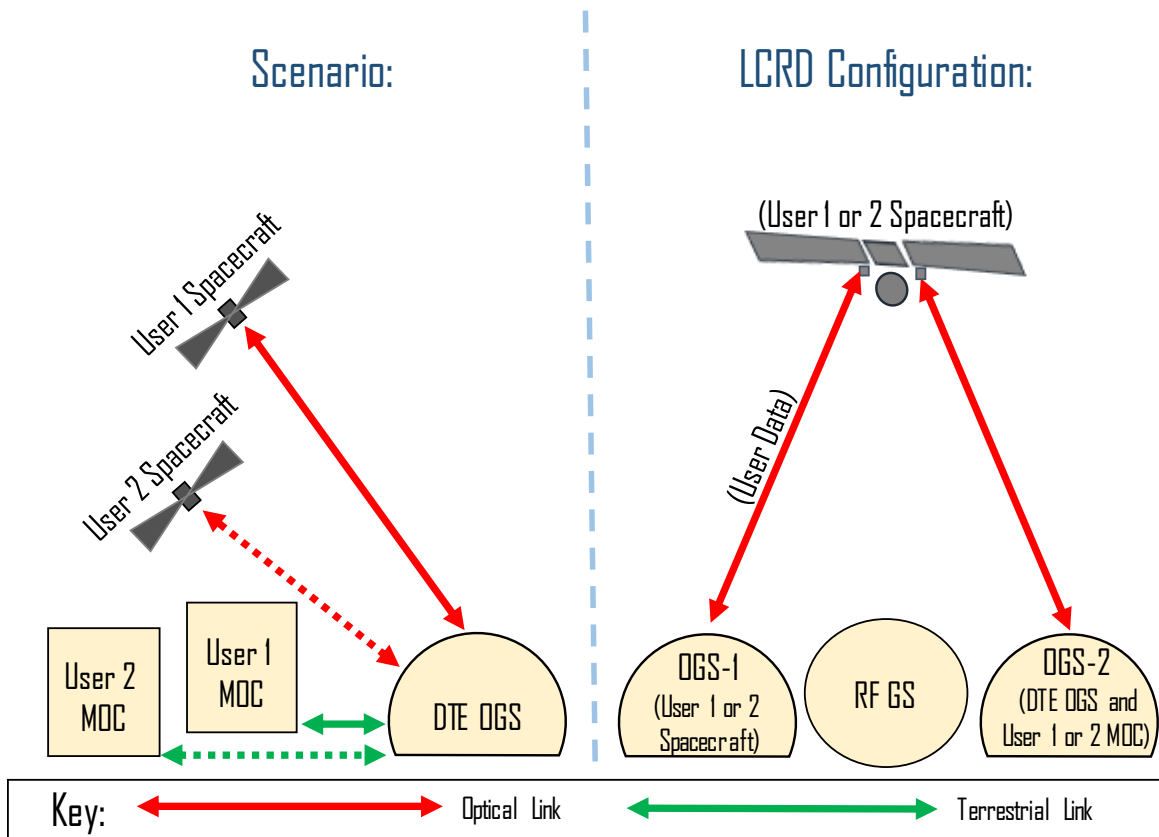 Scenario:
LCRD Configuration:
User 1 Spacecraft
User 2 Spacecraft
User 2
MOC
User 1
MOC
DTE OGS
(User 1 or 2 Spacecraft)
(User Data)
OGS-1
(User 1 or 2
Spacecraft)
RF GS
OGS-2
(DTE OGS and
User 1 or 2 MOC)
Key:
Optical Link
Terrestrial Link